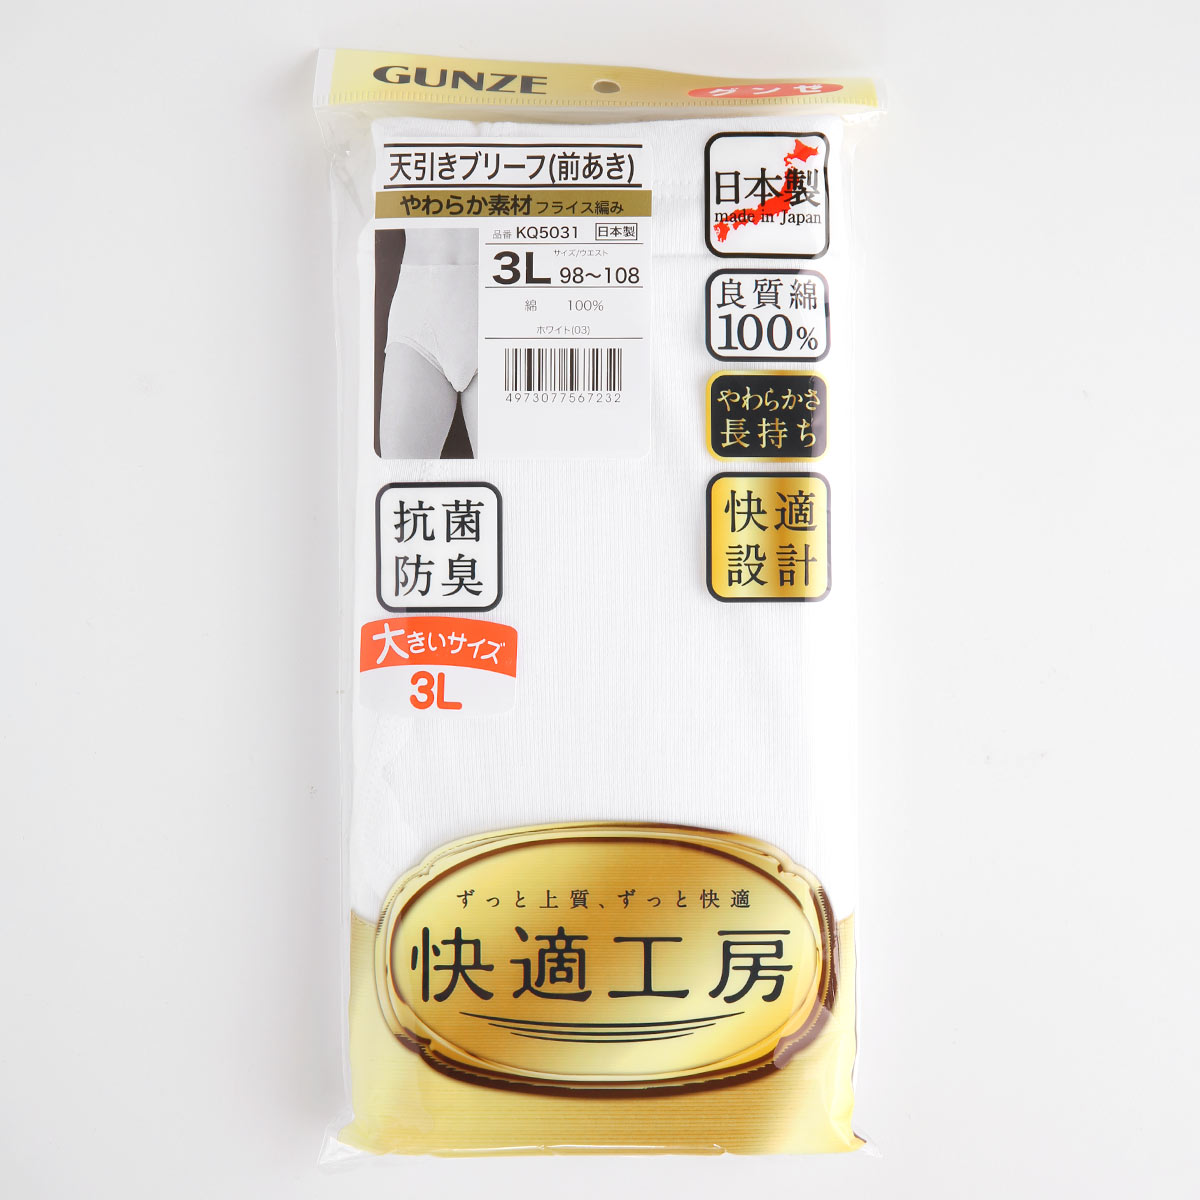 GUNZE
グンゼ
天引きブリーフ(前あき)
やわらか素材 フライス編み
品番 KQ5031 日本製
サイズ/ウエスト
3L 98〜108
綿 100%
ホワイト(03)
4973077567232
日本製
made in Japan
良質綿
100%
やわらかさ
長持ち
快適
設計
抗菌
防臭
大きいサイズ
3L
ずっと上質、ずっと快適
快適工房